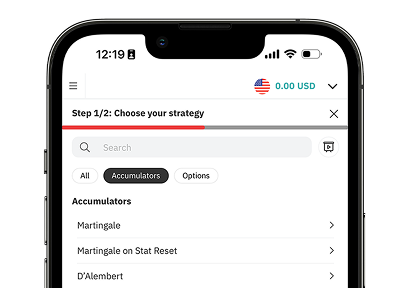 12:19
0.00 USD
Step 1/2: Choose your strategy
Search
All
Accumulators
Options
Accumulators
Martingale
Martingale on Stat Reset
D'Alembert